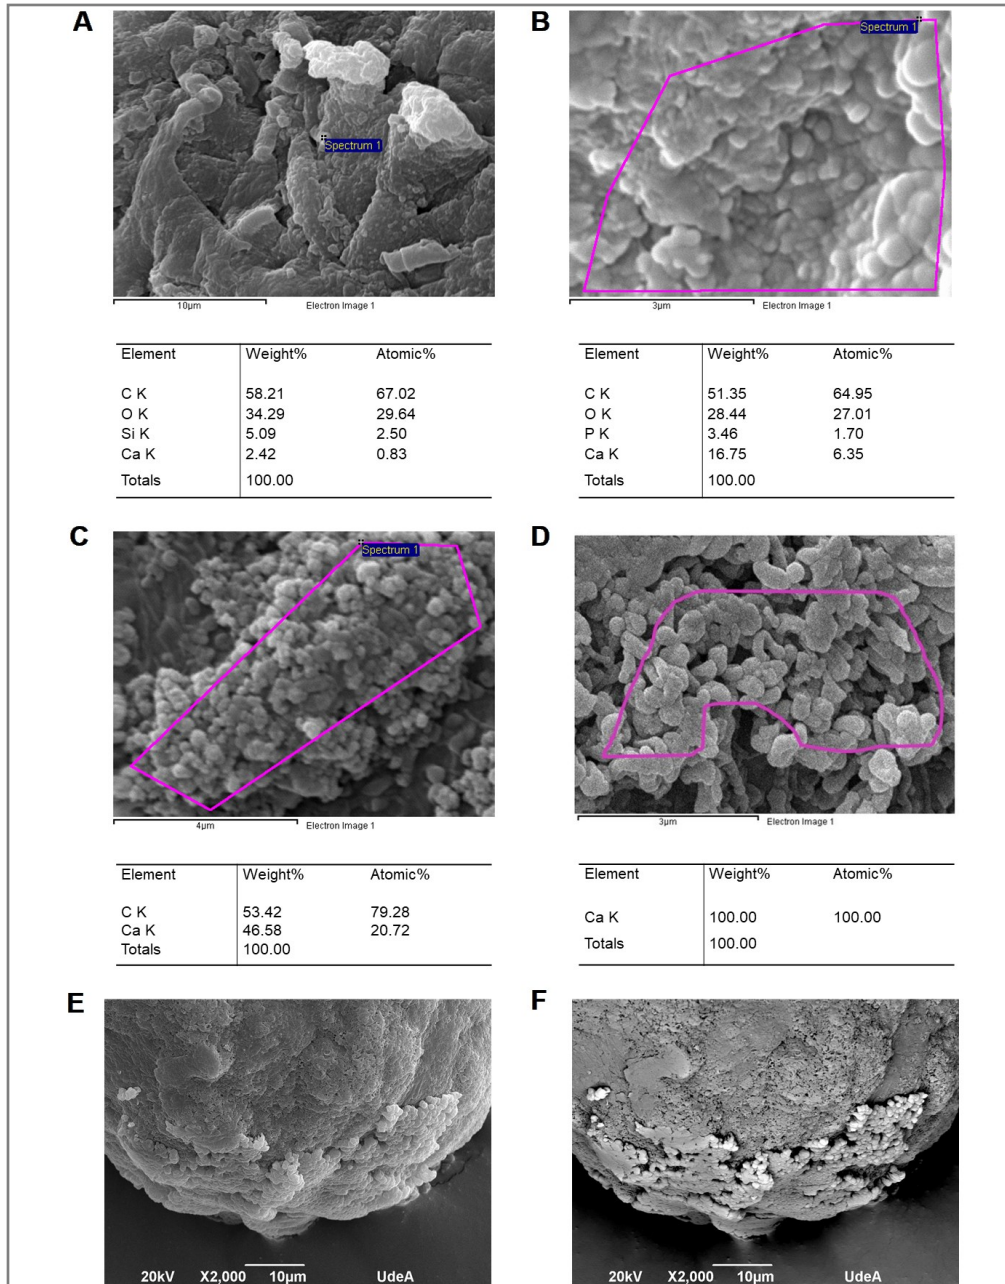 A
B
Spectrum 1
Spectrum 1
10µm Electron Image 1
3µm Electron Image 1
Element Weight% Atomic%
C K 58.21 67.02
O K 34.29 29.64
Si K 5.09 2.50
Ca K 2.42 0.83
Totals 100.00
Element Weight% Atomic%
C K 51.35 64.95
O K 28.44 27.01
P K 3.46 1.70
Ca K 16.75 6.35
Totals 100.00
C
D
Spectrum 1
4µm Electron Image 1
3µm Electron Image 1
Element Weight% Atomic%
C K 53.42 79.28
Ca K 46.58 20.72
Totals 100.00
Element Weight% Atomic%
Ca K 100.00 100.00
Totals 100.00
E
F
20kV X2,000 10µm UdeA
20kV X2,000 10µm UdeA